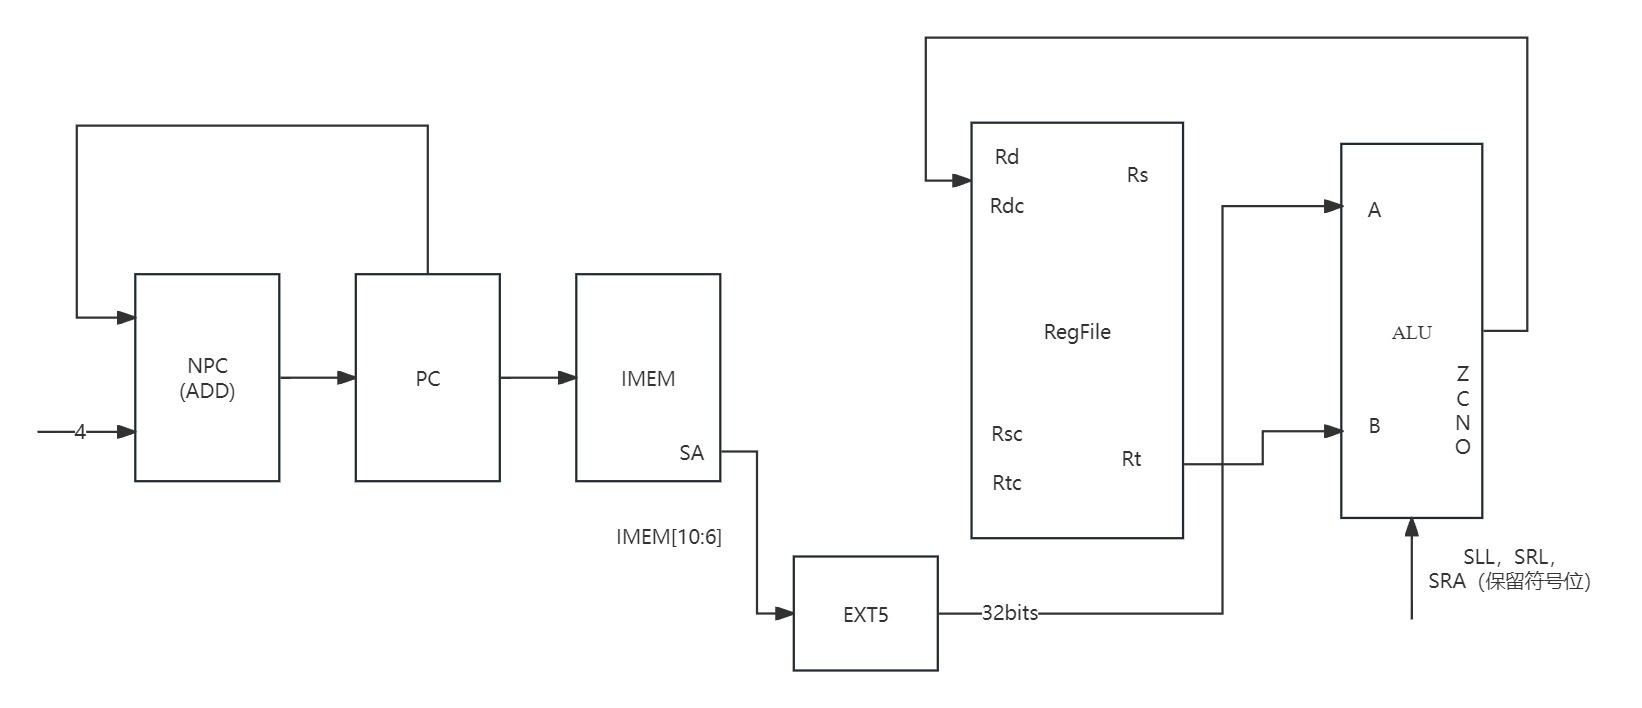 NPC
(ADD)
4
PC
IMEM
SA
IMEM[10:6]
EXT5
32bits
Rd
Rdc
Rs
RegFile
Rsc
Rtc
Rt
A
ALU
B
Z
C
N
O
SLL，SRL，
SRA（保留符号位）